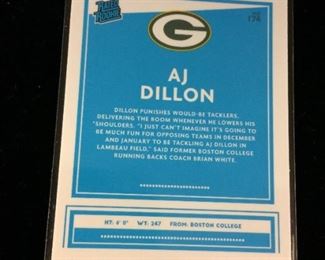 RATED
ROOKIE
G
174
AJ
DILLON
DILLON PUNISHES WOULD-BE TACKLERS,
DELIVERING THE BOOM WHENEVER HE LOWERS HIS
SHOULDERS. "I JUST CAN'T IMAGINE IT'S GOING TO
BE MUCH FUN FOR OPPOSING TEAMS IN DECEMBER
AND JANUARY TO BE TACKLING AJ DILLON IN
LAMBEAU FIELD," SAID FORMER BOSTON COLLEGE
RUNNING BACKS COACH BRIAN WHITE.
HT: 6' 0" WT: 247 FROM: BOSTON COLLEGE